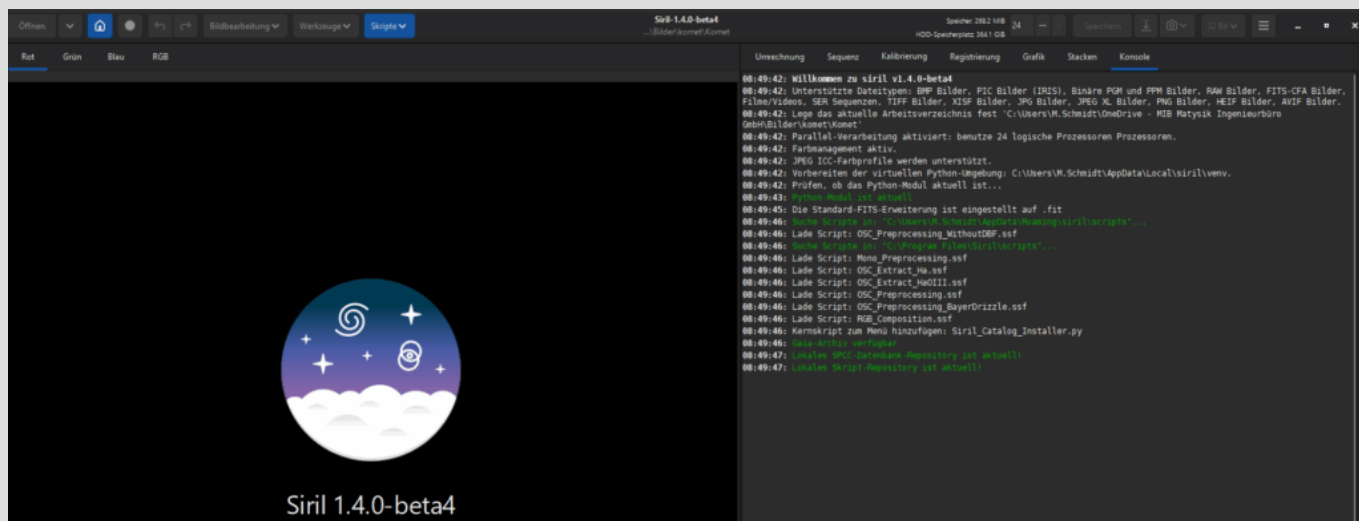 Öffnen
Bildbearbeitung
Werkzeuge
Skripte
Siril-1.4.0-beta4
...\Bilder\komet\Komet
Speicher: 268.2 MiB
HDD-Speicherplatz: 364.1 GiB
24
Speichern
32 Bit
Rot Grün Blau RGB
Umrechnung Sequenz Kalibrierung Registrierung Grafik Stacken Konsole
08:49:42: Willkommen zu siril v1.4.0-beta4
08:49:42: Unterstützte Dateitypen: BMP Bilder, PIC Bilder (IRIS), Binäre PGM und PPM Bilder, RAW Bilder, FITS-CFA Bilder,
Filme/Videos, SER Sequenzen, TIFF Bilder, XISF Bilder, JPG Bilder, JPEG XL Bilder, PNG Bilder, HEIF Bilder, AVIF Bilder.
08:49:42: Lege das aktuelle Arbeitsverzeichnis fest 'C:\Users\M.Schmidt\OneDrive - MIB Matysik Ingenieurbüro
GmbH\Bilder\komet\Komet'
08:49:42: Parallel-Verarbeitung aktiviert: benutze 24 logische Prozessoren Prozessoren.
08:49:42: Farbmanagement aktiv.
08:49:42: JPEG ICC-Farbprofile werden unterstützt.
08:49:42: Vorbereiten der virtuellen Python-Umgebung: C:\Users\M.Schmidt\AppData\Local\siril\venv.
08:49:42: Prüfen, ob das Python-Modul aktuell ist...
08:49:43: Python-Modul ist aktuell
08:49:45: Die Standard-FITS-Erweiterung ist eingestellt auf .fit
08:49:46: Suche Scripte in: "C:\Users\M.Schmidt\AppData\Roaming\siril\scripts"...
08:49:46: Lade Script: OSC_Preprocessing_WithoutDBF.ssf
08:49:46: Suche Scripte in: "C:\Program Files\Siril\scripts"...
08:49:46: Lade Script: Mono_Preprocessing.ssf
08:49:46: Lade Script: OSC_Extract_Ha.ssf
08:49:46: Lade Script: OSC_Extract_HaOIII.ssf
08:49:46: Lade Script: OSC_Preprocessing.ssf
08:49:46: Lade Script: OSC_Preprocessing_BayerDrizzle.ssf
08:49:46: Lade Script: RGB_Composition.ssf
08:49:46: Kernskript zum Menü hinzufügen: Siril_Catalog_Installer.py
08:49:46: Gaia-Archiv verfügbar
08:49:47: Lokales SPCC-Datenbank-Repository ist aktuell!
08:49:47: Lokales Skript-Repository ist aktuell!
Siril 1.4.0-beta4